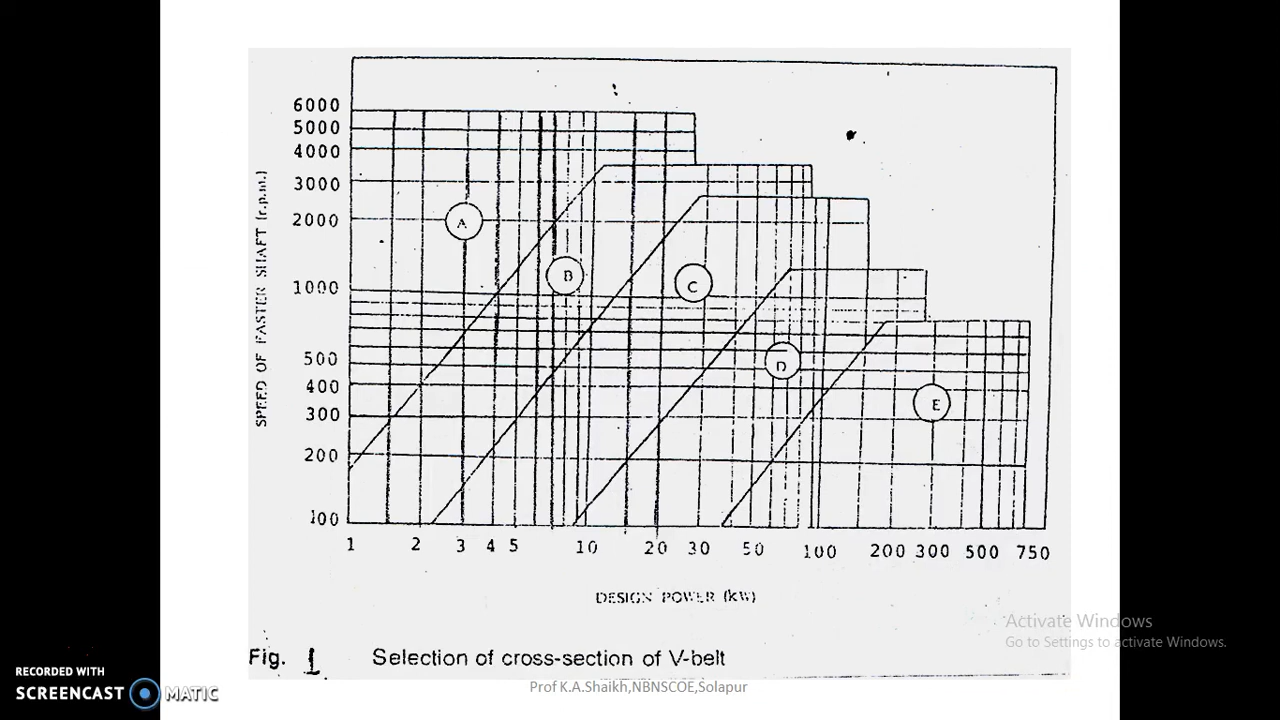 6000
5000
4000
3000
2000
1000
500
400
300
200
100
SPEED OF FASTER SHAFT (r.p.m.)
A
B
C
D
E
1 2 3 4 5 10 20 30 50 100 200 300 500 750
DESIGN POWER (kW)
Fig. 1 Selection of cross-section of V-belt
Prof K.A.Shaikh,NBNSCOE,Solapur
Activate Windows
Go to Settings to activate Windows.
RECORDED WITH
SCREENCAST MATIC